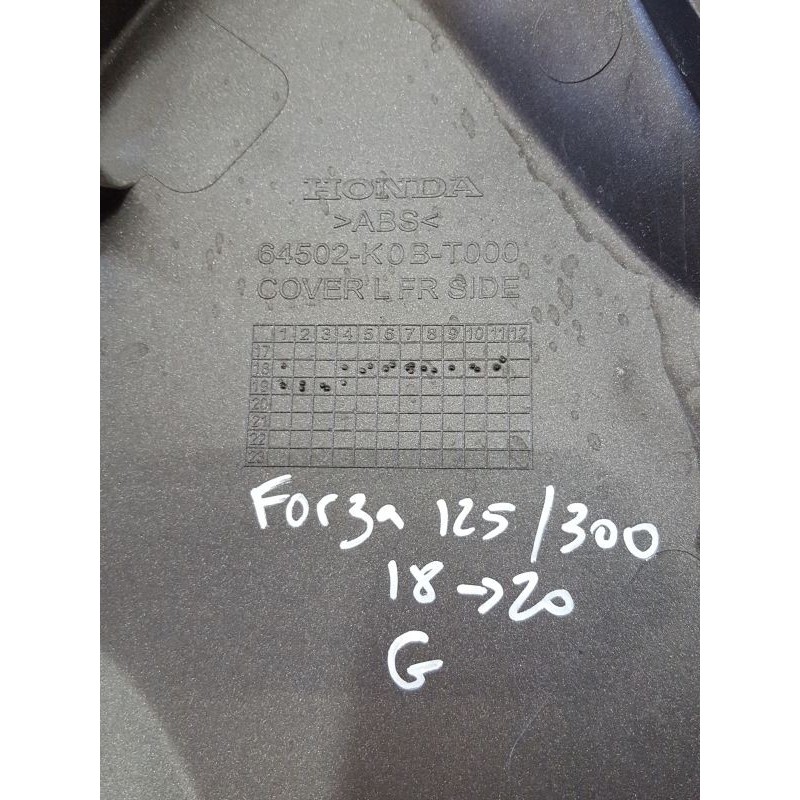 HONDA
>ABS<
64502-K0B-T000
COVER L FR SIDE
1 2 3 4 5 6 7 8 9 10 11 12
17
18
19
20
21
22
23
Forza 125/300
18→20
G